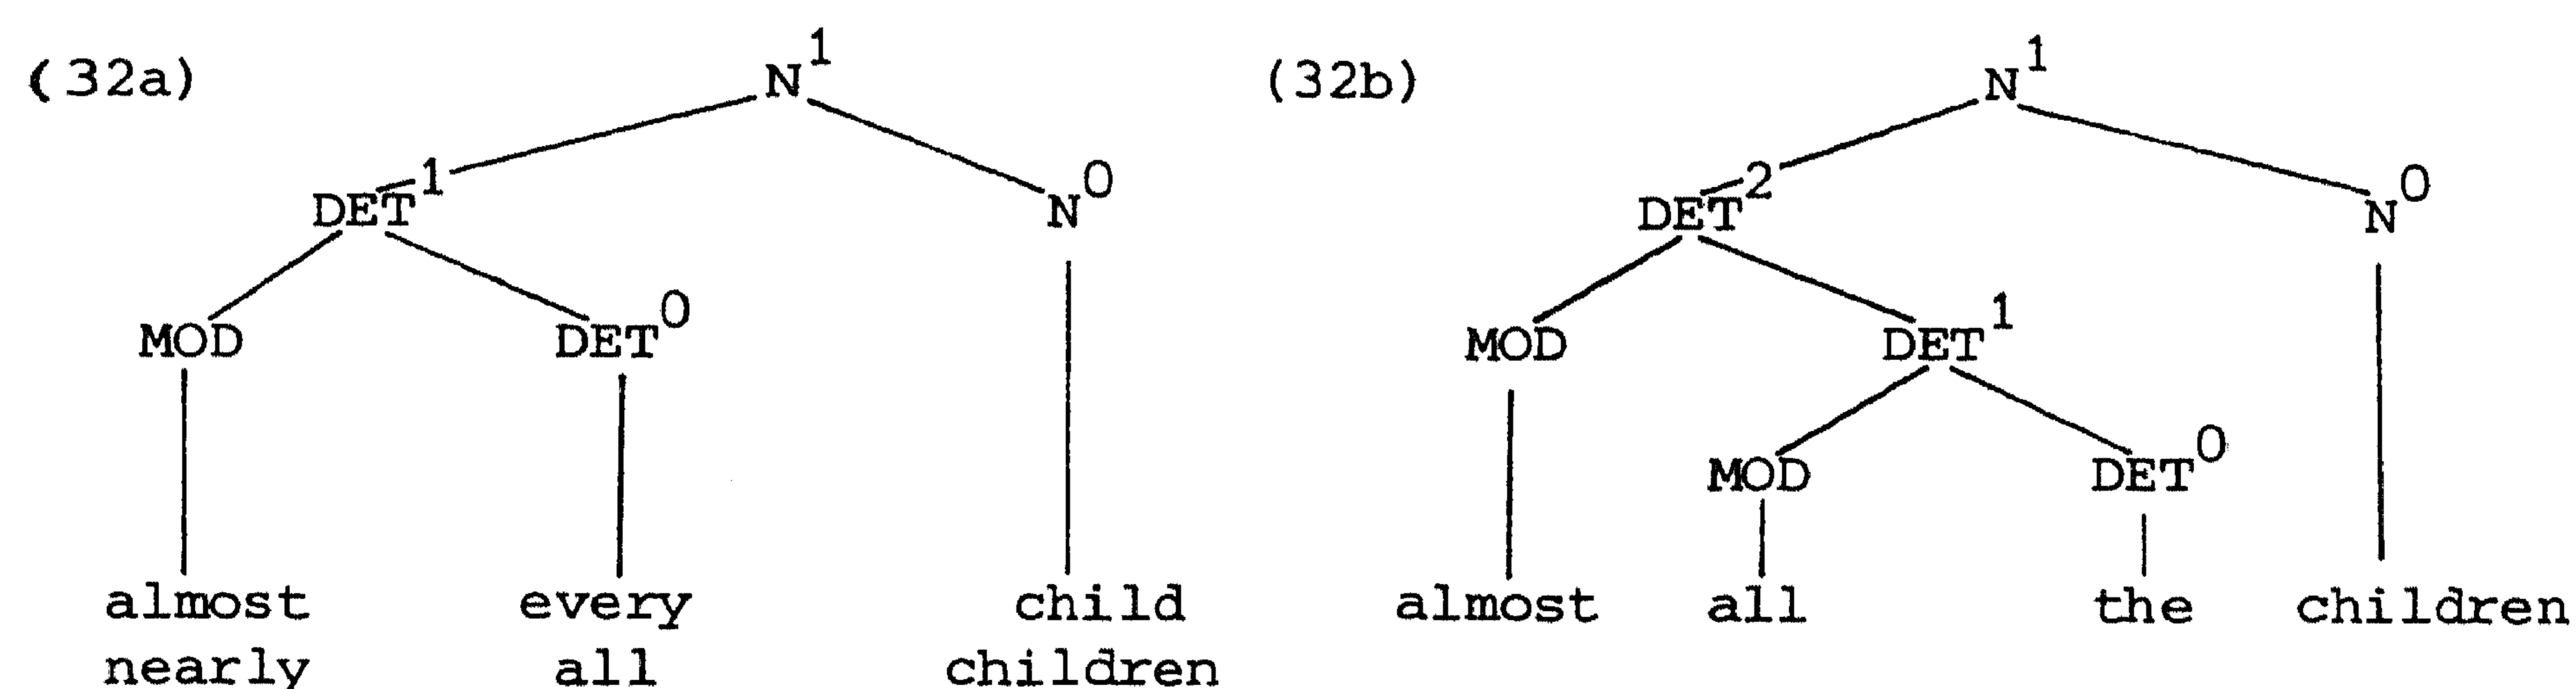 (32a) N¹ (32b) N¹
DET¹ N⁰ DET² N⁰
MOD DET⁰ MOD DET¹
MOD DET⁰
almost every child almost all the children
nearly all children